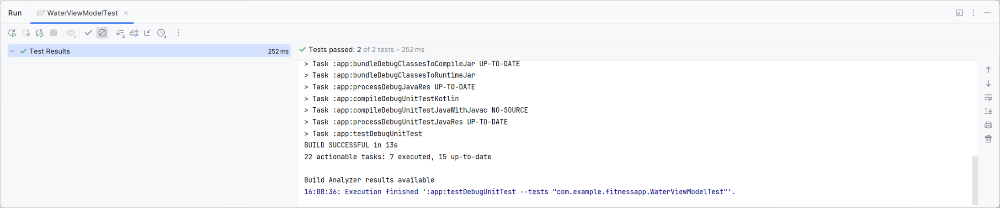 Run WaterViewModelTest
Test Results 252 ms
Tests passed: 2 of 2 tests – 252 ms
> Task :app:bundleDebugClassesToCompileJar UP-TO-DATE
> Task :app:bundleDebugClassesToRuntimeJar
> Task :app:processDebugJavaRes UP-TO-DATE
> Task :app:compileDebugUnitTestKotlin
> Task :app:compileDebugUnitTestJavaWithJavac NO-SOURCE
> Task :app:processDebugUnitTestJavaRes UP-TO-DATE
> Task :app:testDebugUnitTest
BUILD SUCCESSFUL in 13s
22 actionable tasks: 7 executed, 15 up-to-date
Build Analyzer results available
16:08:36: Execution finished ':app:testDebugUnitTest --tests "com.example.fitnessapp.WaterViewModelTest"'.